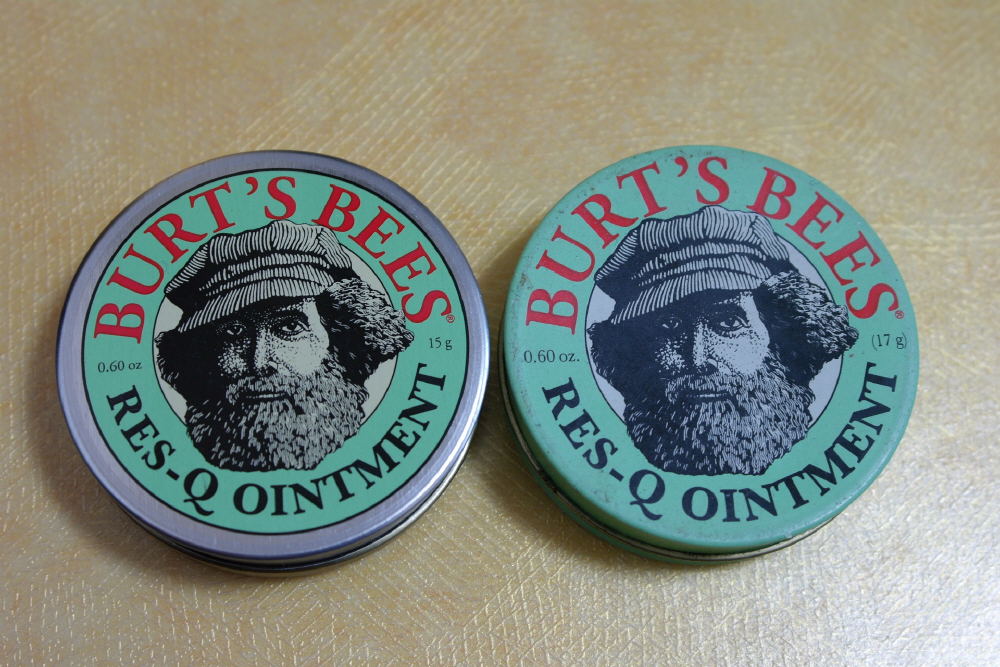 BURT'S BEES®
0.60 oz 15 g
RES-Q OINTMENT
BURT'S BEES®
0.60 oz. (17 g)
RES-Q OINTMENT